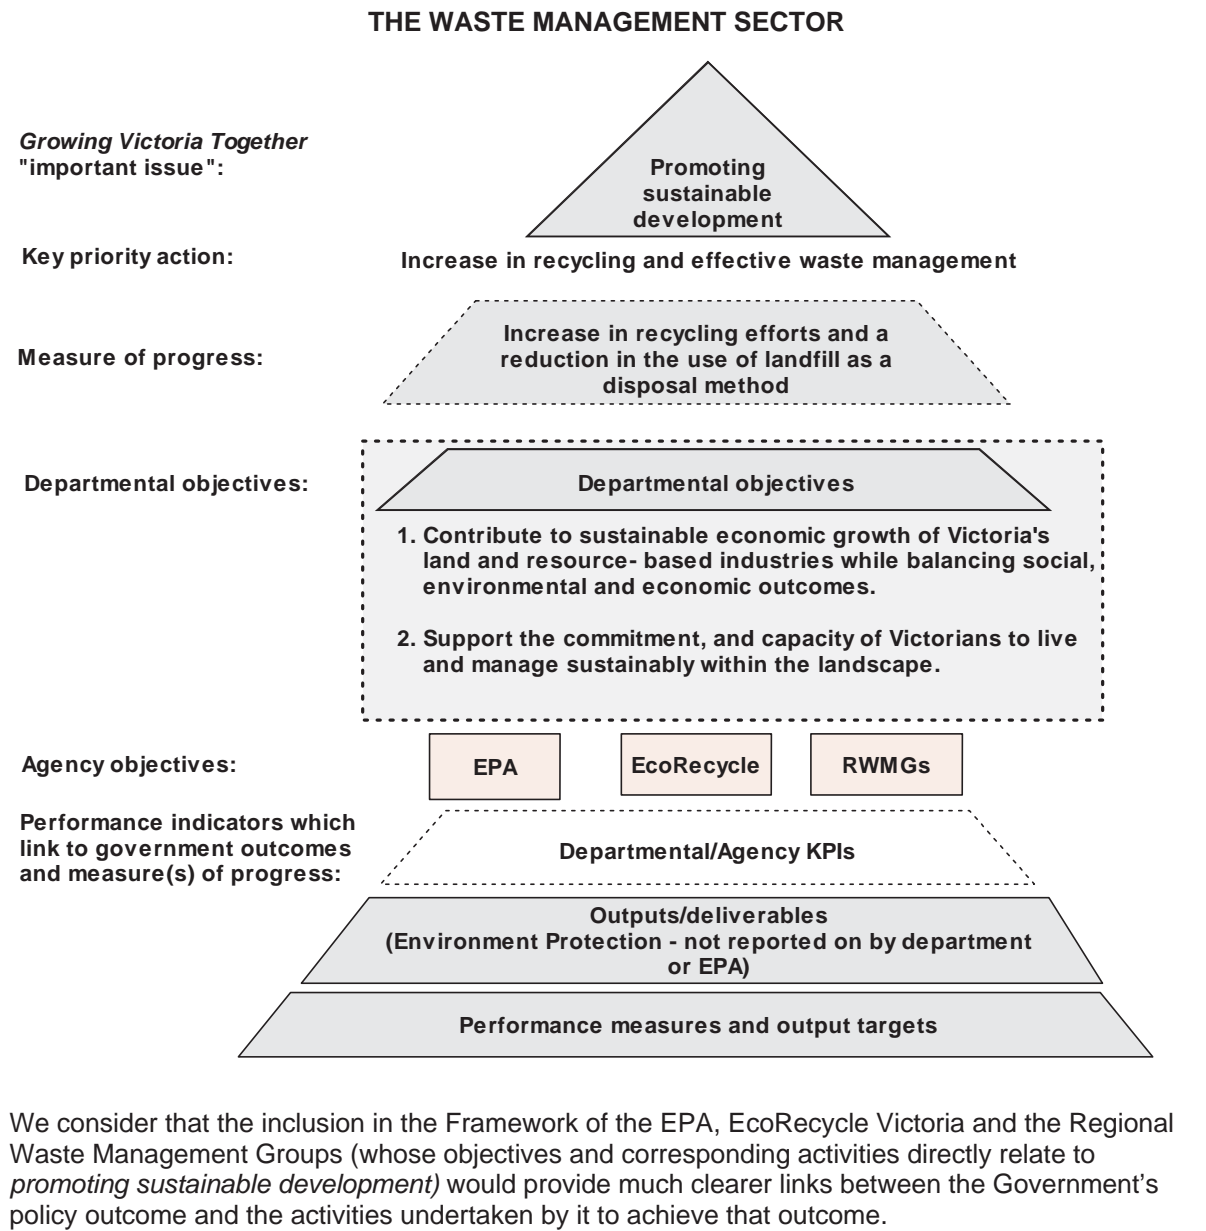 THE WASTE MANAGEMENT SECTOR
Growing Victoria Together
"important issue":
Promoting
sustainable
development
Key priority action:
Increase in recycling and effective waste management
Measure of progress:
Increase in recycling efforts and a
reduction in the use of landfill as a
disposal method
Departmental objectives:
Departmental objectives
1. Contribute to sustainable economic growth of Victoria's
land and resource- based industries while balancing social,
environmental and economic outcomes.
2. Support the commitment, and capacity of Victorians to live
and manage sustainably within the landscape.
Agency objectives:
EPA
EcoRecycle
RWMGs
Performance indicators which
link to government outcomes
and measure(s) of progress:
Departmental/Agency KPIs
Outputs/deliverables
(Environment Protection - not reported on by department
or EPA)
Performance measures and output targets
We consider that the inclusion in the Framework of the EPA, EcoRecycle Victoria and the Regional
Waste Management Groups (whose objectives and corresponding activities directly relate to
promoting sustainable development) would provide much clearer links between the Government’s
policy outcome and the activities undertaken by it to achieve that outcome.